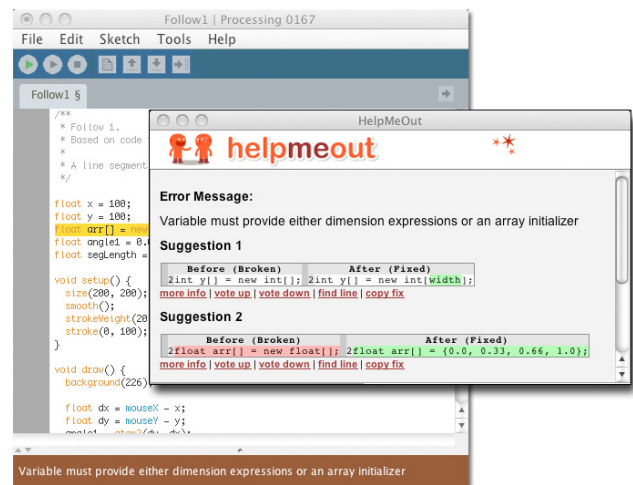 Follow1 | Processing 0167
File Edit Sketch Tools Help
Follow1 §
/**
* Follow 1.
* Based on code
*
* A line segment
*/
float x = 100;
float y = 100;
float arr[] = new
float angle1 = 0.
float segLength =
void setup() {
size(200, 200);
smooth();
strokeWeight(20
stroke(0, 100);
}
void draw() {
background(226)
float dx = mouseX - x;
float dy = mouseY - y;
angle1 = atan2(dy, dx);
Variable must provide either dimension expressions or an array initializer
HelpMeOut
helpmeout
Error Message:
Variable must provide either dimension expressions or an array initializer
Suggestion 1
Before (Broken) After (Fixed)
2int y[] = new int[]; 2int y[] = new int[width];
more info | vote up | vote down | find line | copy fix
Suggestion 2
Before (Broken) After (Fixed)
2float arr[] = new float[]; 2float arr[] = {0.0, 0.33, 0.66, 1.0};
more info | vote up | vote down | find line | copy fix